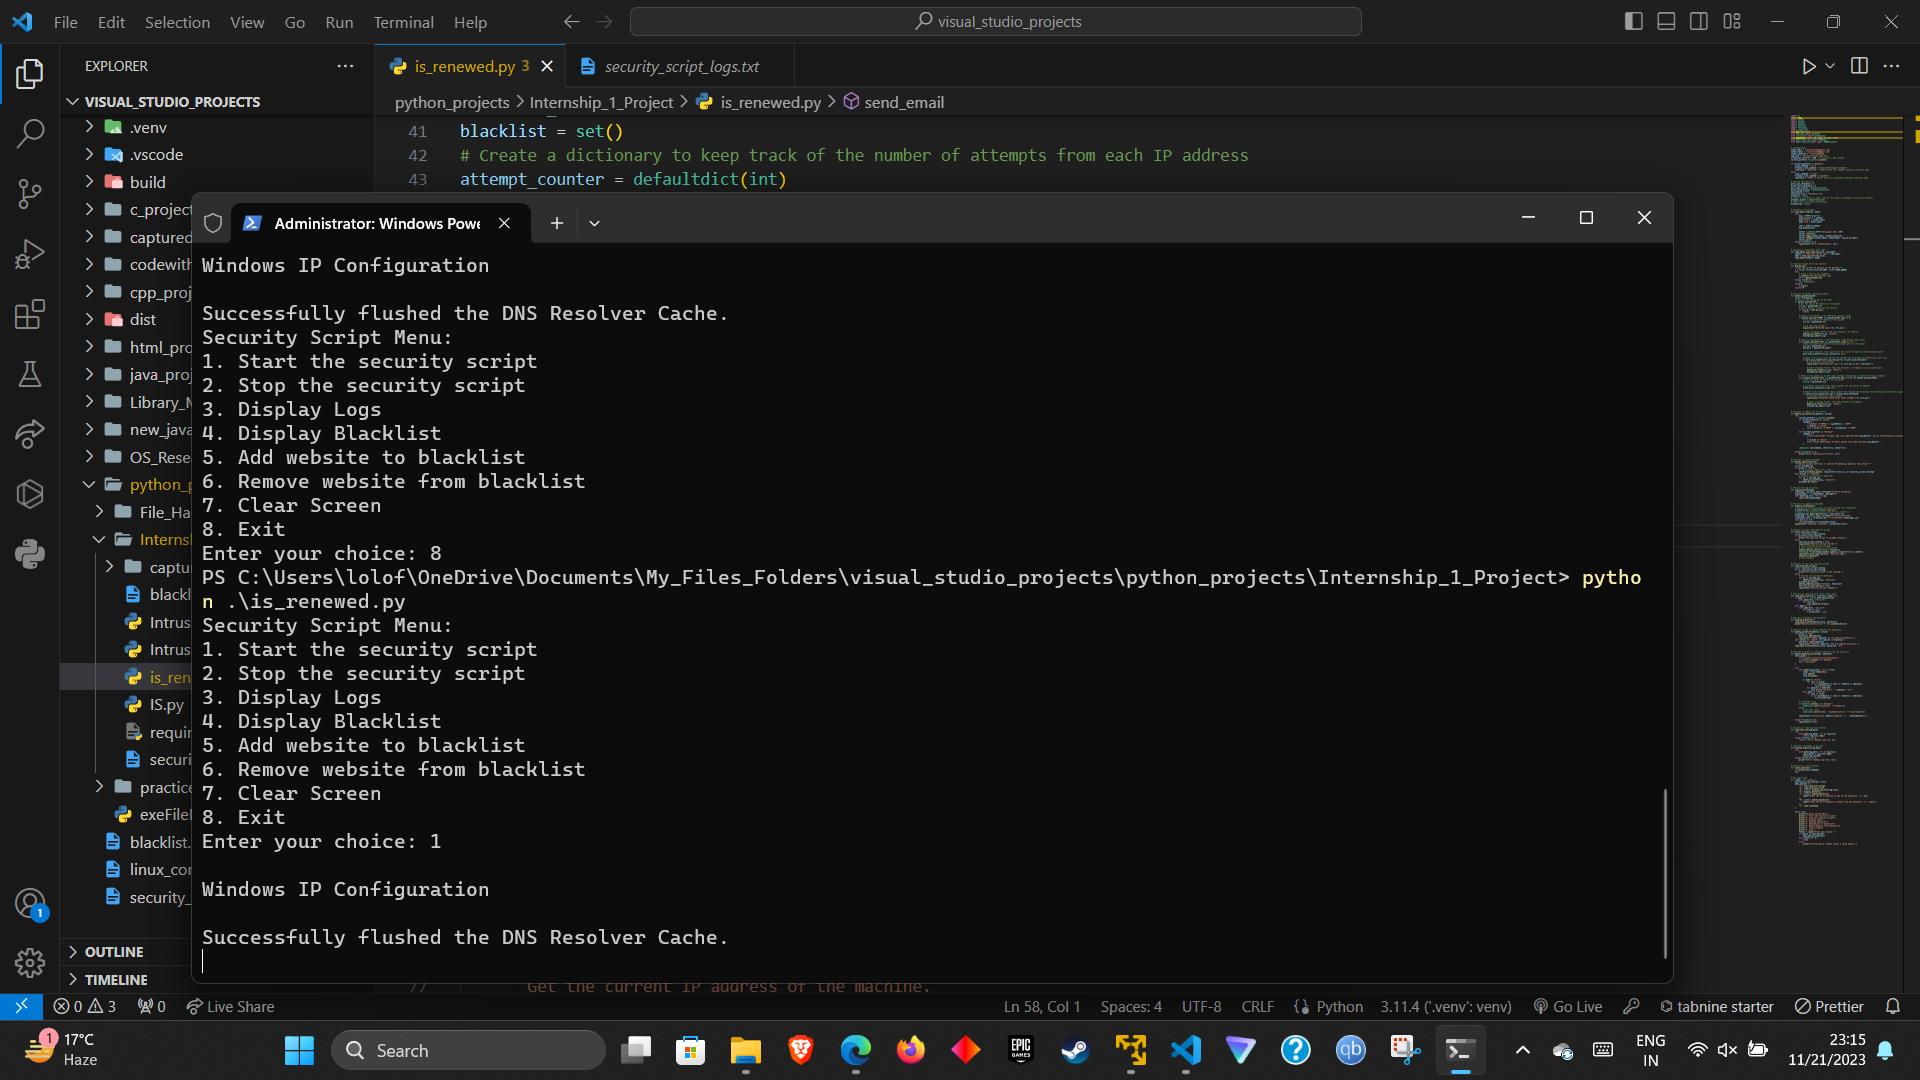 File Edit Selection View Go Run Terminal Help
visual_studio_projects
EXPLORER
VISUAL_STUDIO_PROJECTS
.venv
.vscode
build
c_project
captured
codewith
cpp_proj
dist
html_pro
java_proj
Library_M
new_java
OS_Rese
python_p
File_Ha
Interns
captu
blackl
Intrus
Intrus
is_ren
IS.py
requir
securi
practice
exeFile
blacklist.
linux_cor
security_
OUTLINE
TIMELINE
is_renewed.py 3
security_script_logs.txt
python_projects > Internship_1_Project > is_renewed.py > send_email
41 blacklist = set()
42 # Create a dictionary to keep track of the number of attempts from each IP address
43 attempt_counter = defaultdict(int)
Administrator: Windows Powe
Windows IP Configuration
Successfully flushed the DNS Resolver Cache.
Security Script Menu:
1. Start the security script
2. Stop the security script
3. Display Logs
4. Display Blacklist
5. Add website to blacklist
6. Remove website from blacklist
7. Clear Screen
8. Exit
Enter your choice: 8
PS C:\Users\lolof\OneDrive\Documents\My_Files_Folders\visual_studio_projects\python_projects\Internship_1_Project> pytho
n .\is_renewed.py
Security Script Menu:
1. Start the security script
2. Stop the security script
3. Display Logs
4. Display Blacklist
5. Add website to blacklist
6. Remove website from blacklist
7. Clear Screen
8. Exit
Enter your choice: 1
Windows IP Configuration
Successfully flushed the DNS Resolver Cache.
77 Get the current IP address of the machine.
1
0 3 0 Live Share
Ln 58, Col 1 Spaces: 4 UTF-8 CRLF Python 3.11.4 ('.venv': venv) Go Live tabnine starter Prettier
1
17°C
Haze
Search
EPIC GAMES
qb
ENG
IN
23:15
11/21/2023